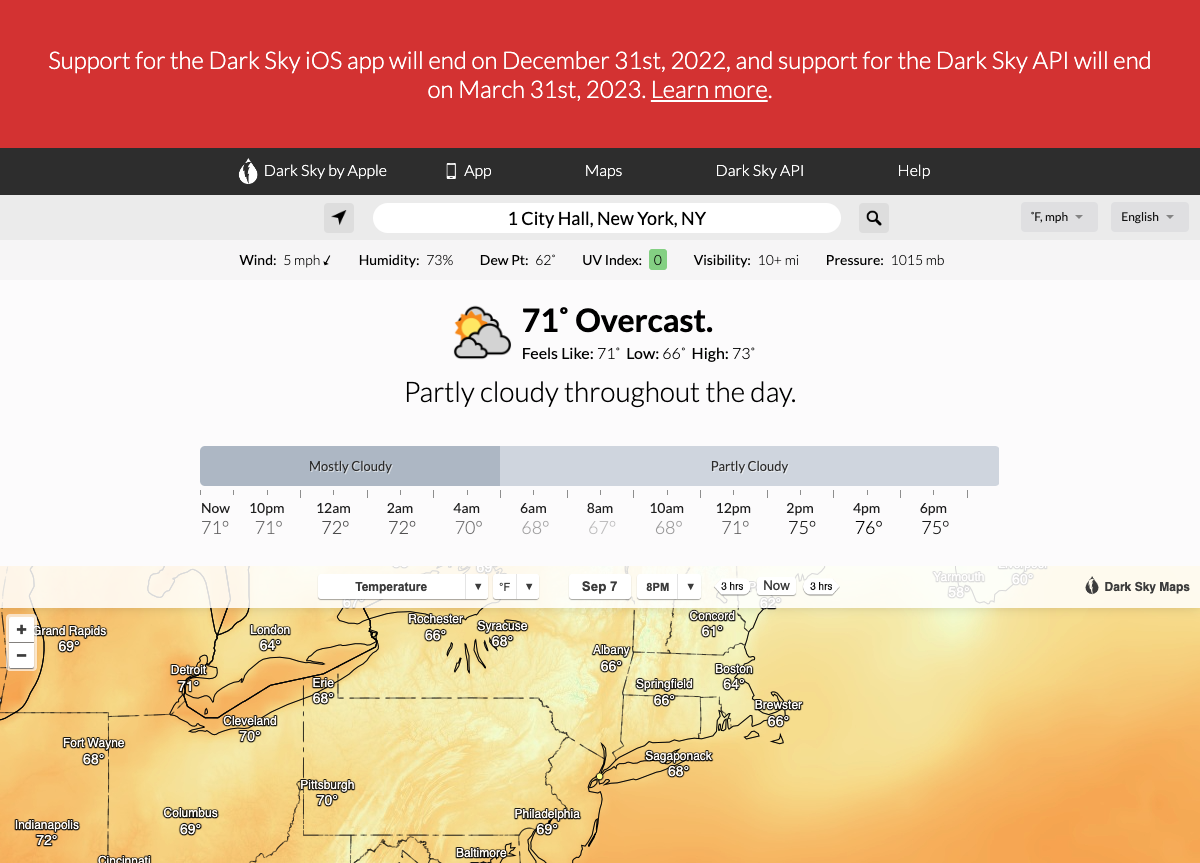 Support for the Dark Sky iOS app will end on December 31st, 2022, and support for the Dark Sky API will end
on March 31st, 2023. Learn more.
Dark Sky by Apple App Maps Dark Sky API Help
1 City Hall, New York, NY ˚F, mph English
Wind: 5 mph Humidity: 73% Dew Pt: 62˚ UV Index: 0 Visibility: 10+ mi Pressure: 1015 mb
71˚ Overcast.
Feels Like: 71˚ Low: 66˚ High: 73˚
Partly cloudy throughout the day.
Mostly Cloudy Partly Cloudy
Now 10pm 12am 2am 4am 6am 8am 10am 12pm 2pm 4pm 6pm
71° 71° 72° 72° 70° 68° 67° 68° 71° 75° 76° 75°
Temperature ▼ °F ▼ Sep 7 8PM ▼ 3 hrs Now 3 hrs Dark Sky Maps
Yarmouth
58°
60°
67°
62°
+
−
Grand Rapids
69°
London
64°
Rochester
66°
Syracuse
68°
Concord
61°
Albany
66°
Detroit
71°
Erie
68°
Springfield
66°
Boston
64°
Brewster
66°
Cleveland
70°
Fort Wayne
68°
Sagaponack
68°
Pittsburgh
70°
Columbus
69°
Philadelphia
69°
Indianapolis
72°
Baltimore
Cincinnati